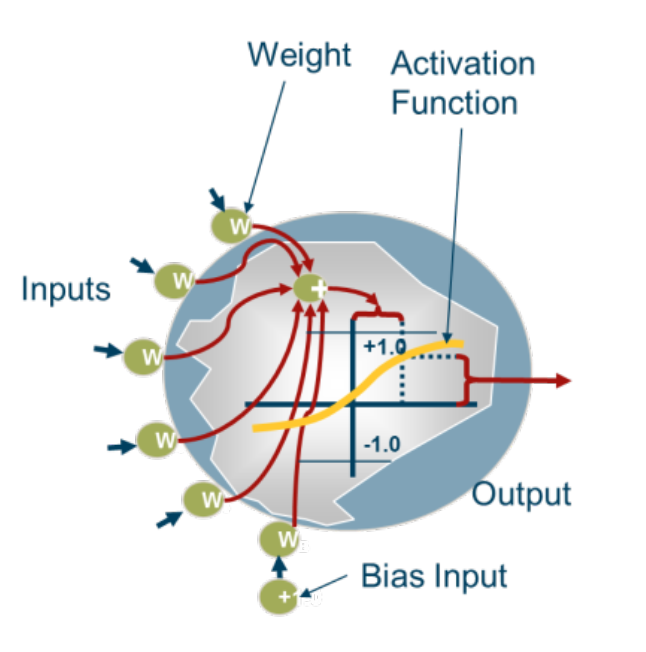 Weight
Activation
Function
W
W
Inputs
W
+
+1.0
W
-1.0
W
Output
W
Bias Input
+